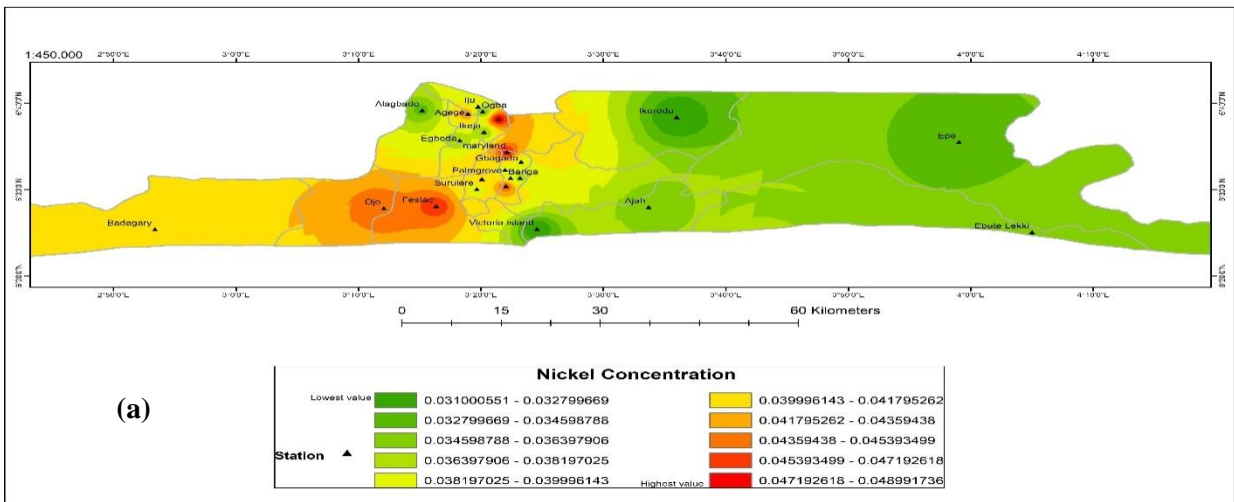 1:450,000
2°50'0"E 3°0'0"E 3°10'0"E 3°20'0"E 3°30'0"E 3°40'0"E 3°50'0"E 4°0'0"E 4°10'0"E
Alagbado
Iju
Ogba
Agege
Ikeja
Egboda
maryland
Gbagada
Palmgrove
Bariga
Surulere
Ikorodu
Epe
Ojo
Festac
Badagary
Victoria island
Ajah
Ebute Lekki
2°50'0"E 3°0'0"E 3°10'0"E 3°20'0"E 3°30'0"E 3°40'0"E 3°50'0"E 4°0'0"E 4°10'0"E
0 15 30 60 Kilometers
(a)
Nickel Concentration
Lowest value
0.031000551 - 0.032799669
0.032799669 - 0.034598788
0.034598788 - 0.036397906
0.036397906 - 0.038197025
0.038197025 - 0.039996143
Station
0.039996143 - 0.041795262
0.041795262 - 0.04359438
0.04359438 - 0.045393499
0.045393499 - 0.047192618
Highest value 0.047192618 - 0.048991736